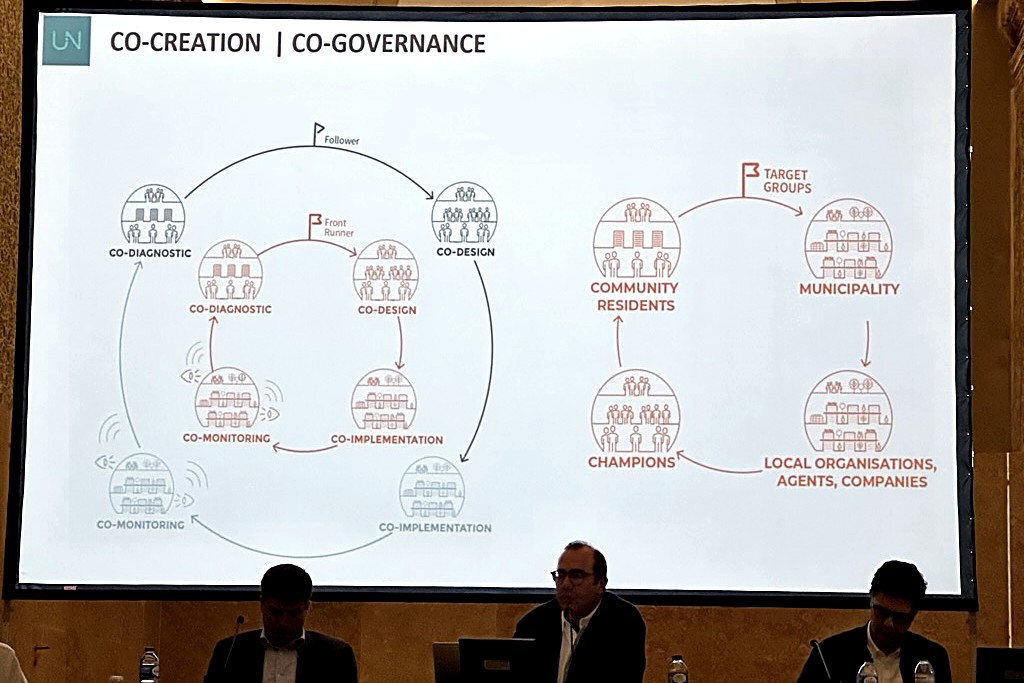 UN
CO-CREATION | CO-GOVERNANCE
Follower
CO-DIAGNOSTIC
CO-DESIGN
Front
Runner
CO-DIAGNOSTIC
CO-DESIGN
CO-MONITORING
CO-IMPLEMENTATION
CO-MONITORING
CO-IMPLEMENTATION
TARGET
GROUPS
COMMUNITY
RESIDENTS
MUNICIPALITY
CHAMPIONS
LOCAL ORGANISATIONS,
AGENTS, COMPANIES